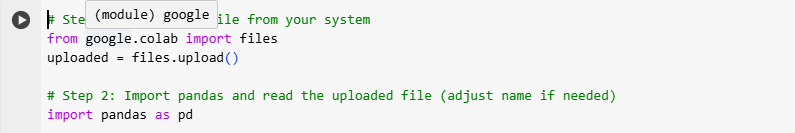 (module) google
# Ste ile from your system
from google.colab import files
uploaded = files.upload()
# Step 2: Import pandas and read the uploaded file (adjust name if needed)
import pandas as pd